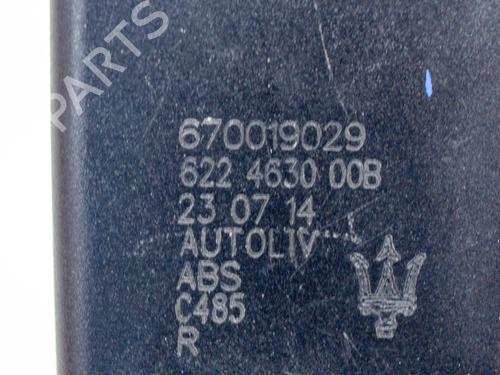 PARTS
670019029
622 4630 00B
23 07 14
AUTOLIV
ABS
C485
R